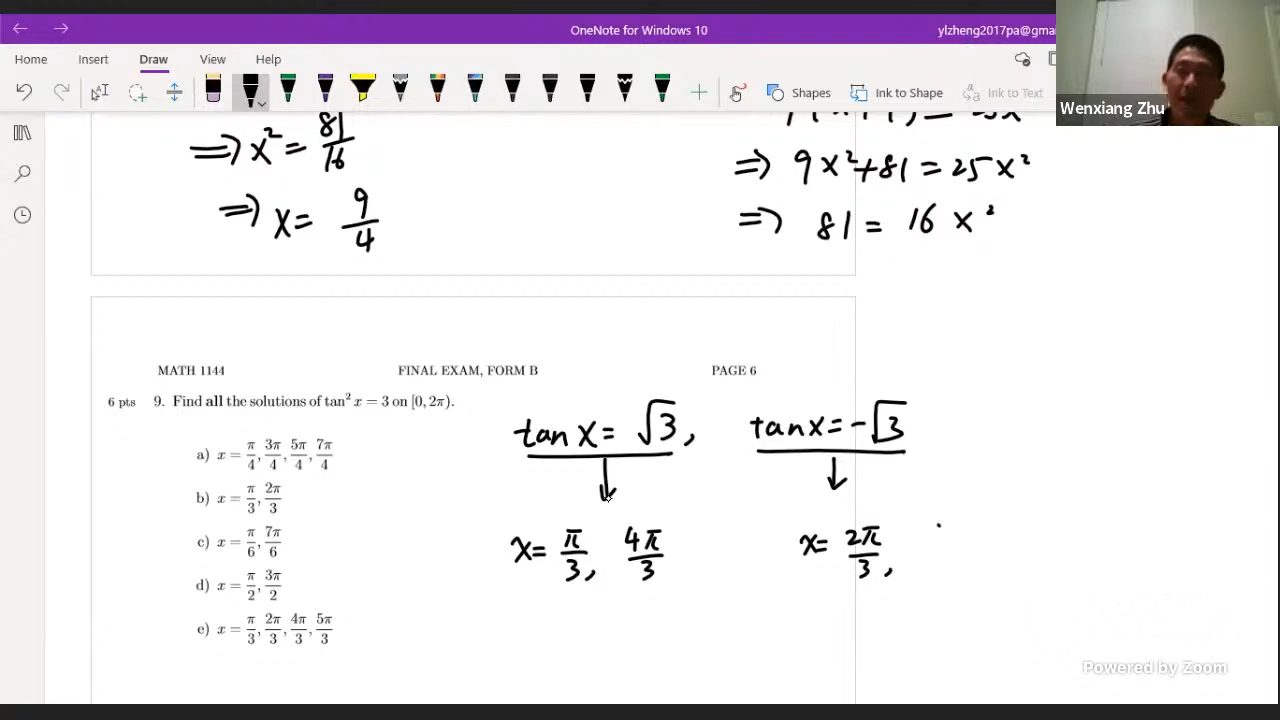 OneNote for Windows 10
ylzheng2017pa@gma
Home Insert Draw View Help
Shapes Ink to Shape Ink to Text
Wenxiang Zhu
⇒ x² = 81/16
⇒ x = 9/4
⇒ 9x²+81 = 25x²
⇒ 81 = 16x²
MATH 1144 FINAL EXAM, FORM B PAGE 6
6 pts 9. Find all the solutions of tan² x = 3 on [0, 2π).
a) x = π/4, 3π/4, 5π/4, 7π/4
b) x = π/3, 2π/3
c) x = π/6, 7π/6
d) x = π/2, 3π/2
e) x = π/3, 2π/3, 4π/3, 5π/3
tan x = √3, tan x = -√3
↓ ↓
x = π/3, 4π/3 x = 2π/3,
Powered by Zoom